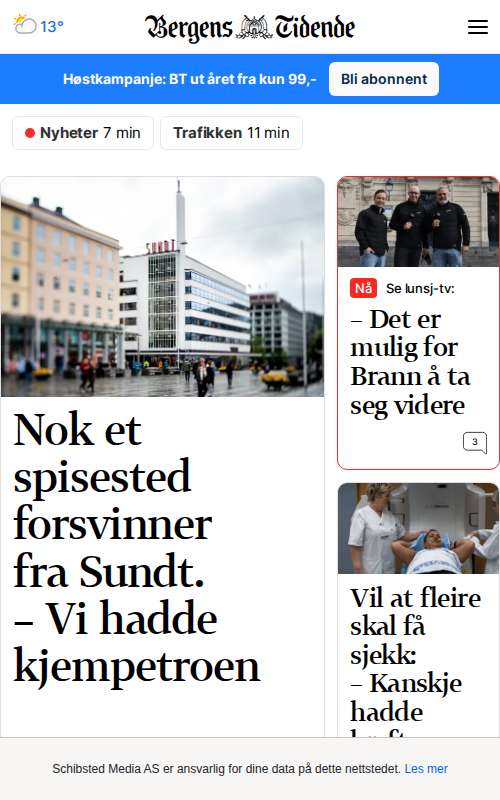 13°
Bergens Tidende
Høstkampanje: BT ut året fra kun 99,-
Bli abonnent
Nyheter 7 min
Trafikken 11 min
SUNDT
Nok et
spisested
forsvinner
fra Sundt.
– Vi hadde
kjempetroen
Nå Se lunsj-tv:
– Det er
mulig for
Brann å ta
seg videre
3
Vil at fleire
skal få
sjekk:
– Kanskje
hadde
Schibsted Media AS er ansvarlig for dine data på dette nettstedet. Les mer